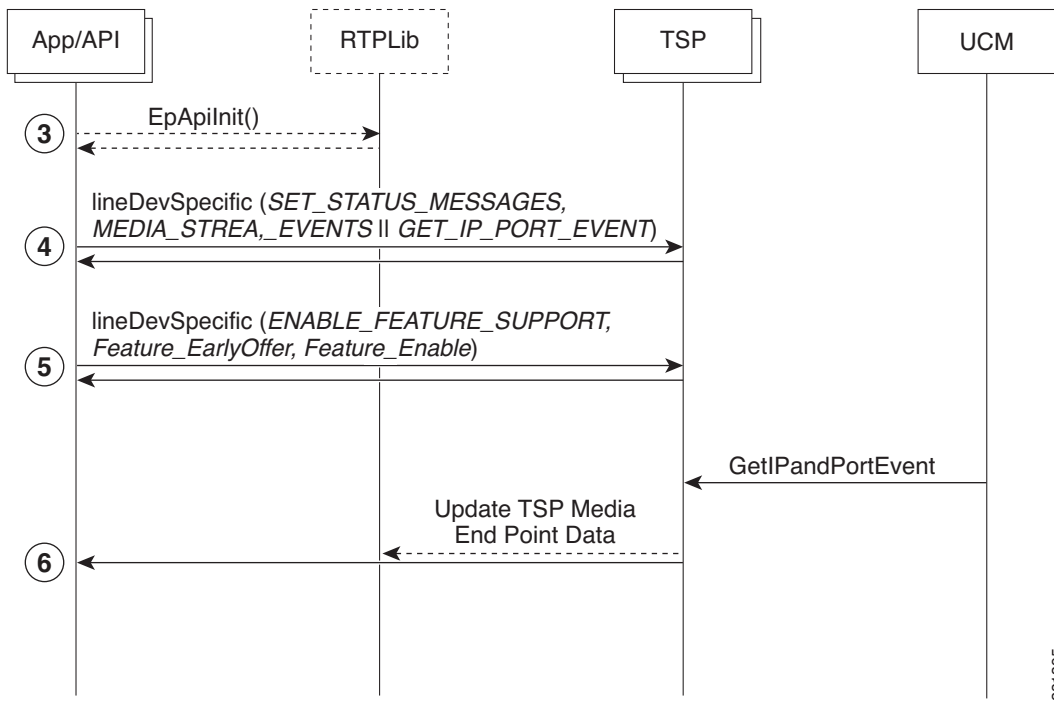 App/API
RTPLib
TSP
UCM
3
EpApiInit()
4
lineDevSpecific (SET_STATUS_MESSAGES,
MEDIA_STREA,_EVENTS || GET_IP_PORT_EVENT)
5
lineDevSpecific (ENABLE_FEATURE_SUPPORT,
Feature_EarlyOffer, Feature_Enable)
GetIPandPortEvent
Update TSP Media
End Point Data
6